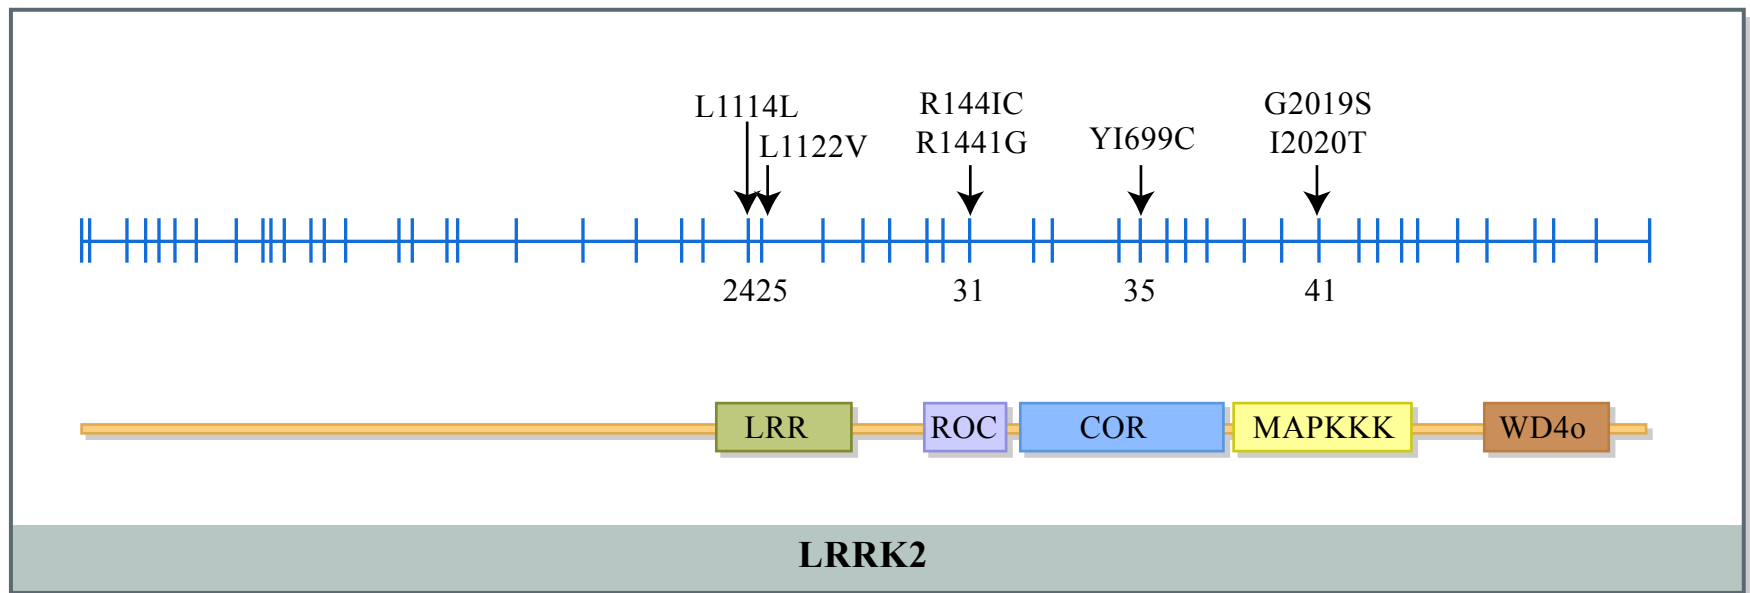 L1114L
L1122V
R144IC
R1441G
YI699C
G2019S
I2020T
2425 31 35 41
LRR ROC COR MAPKKK WD4o
LRRK2